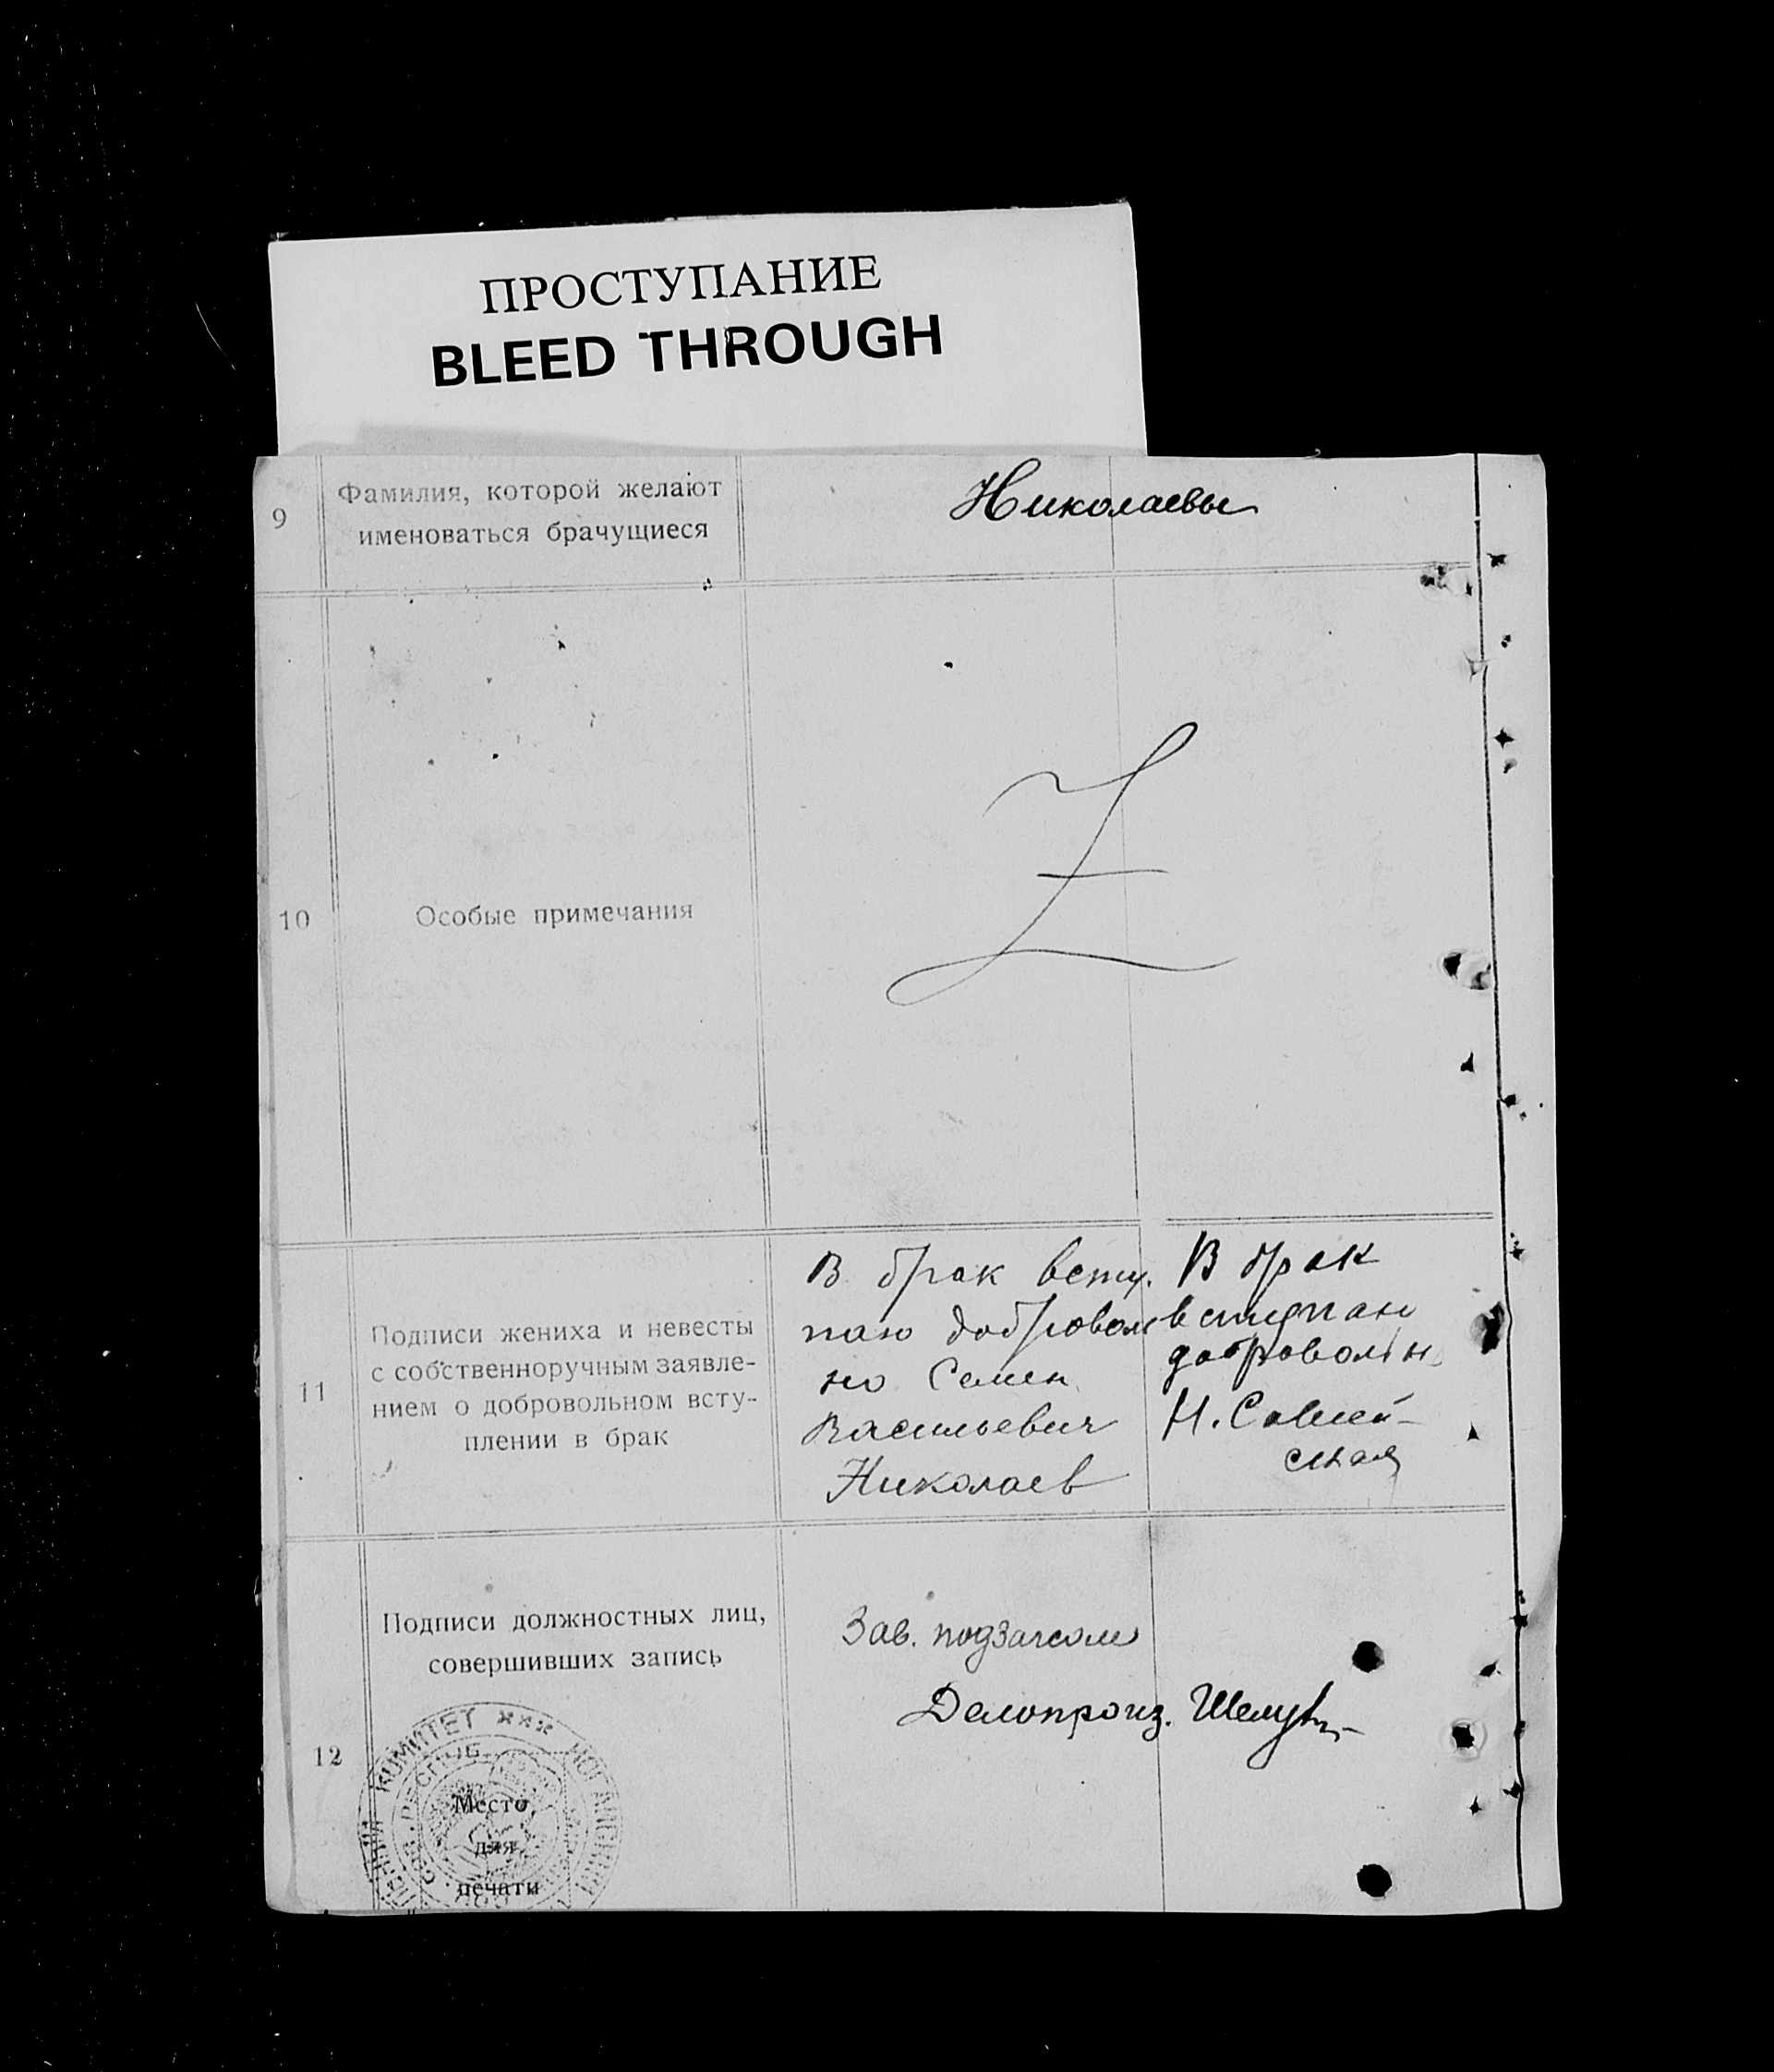 ПРОСТУПАНИЕ
BLEED THROUGH
9
Фамилия, которой желают
именоваться брачущиеся
Николаевы
10
Особые примечания
Z
11
Подписи жениха и невесты
с собственноручным заявле-
нием о добровольном всту-
плении в брак
В брак всту.
паю доброволь
но Семен
Васильевич
Николаев
В брак
вступаю
добровольно
Н.
ская
12
Подписи должностных лиц,
совершивших запись
Зав. подзагсом
Делопроиз.
КОМИТЕТ ***
Место
для
печати